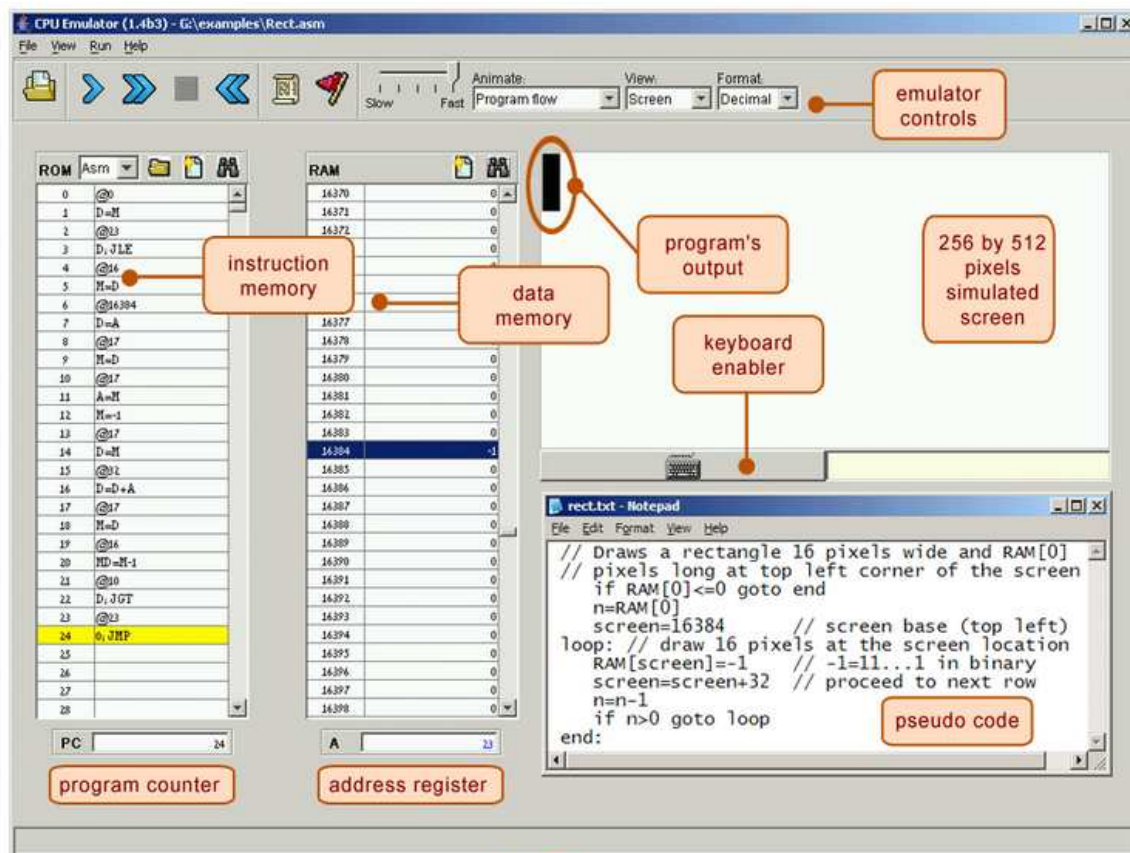 CPU Emulator (1.4b3) - G:\examples\Rect.asm
File View Run Help
Slow Fast
Animate: View: Format:
Program flow Screen Decimal
emulator controls
ROM Asm
0 @0
1 D=M
2 @23
3 D;JLE
4 @16
5 M=D
6 @16384
7 D=A
8 @17
9 M=D
10 @17
11 A=M
12 M=-1
13 @17
14 D=M
15 @32
16 D=D+A
17 @17
18 M=D
19 @16
20 MD=M-1
21 @10
22 D;JGT
23 @23
24 0;JMP
25
26
27
28
PC 24
program counter
instruction
memory
RAM
16370 0
16371 0
16372 0
0
16377
16378
16379 0
16380 0
16381 0
16382 0
16383 0
16384 -1
16385 0
16386 0
16387 0
16388 0
16389 0
16390 0
16391 0
16392 0
16393 0
16394 0
16395 0
16396 0
16397 0
16398 0
A 23
address register
data
memory
program's
output
256 by 512
pixels
simulated
screen
keyboard
enabler
rect.txt - Notepad
File Edit Format View Help
// Draws a rectangle 16 pixels wide and RAM[0]
// pixels long at top left corner of the screen
if RAM[0]<=0 goto end
n=RAM[0]
screen=16384 // screen base (top left)
loop: // draw 16 pixels at the screen location
RAM[screen]=-1 // -1=11...1 in binary
screen=screen+32 // proceed to next row
n=n-1
if n>0 goto loop
end:
pseudo code